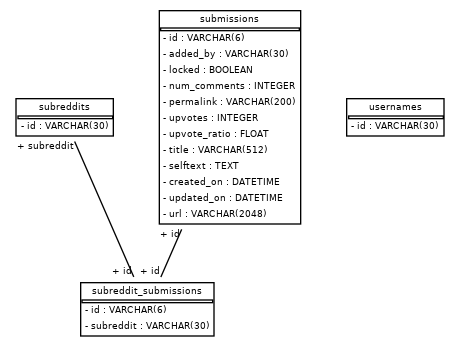 submissions
- id : VARCHAR(6)
- added_by : VARCHAR(30)
- locked : BOOLEAN
- num_comments : INTEGER
- permalink : VARCHAR(200)
- upvotes : INTEGER
- upvote_ratio : FLOAT
- title : VARCHAR(512)
- selftext : TEXT
- created_on : DATETIME
- updated_on : DATETIME
- url : VARCHAR(2048)
subreddits
- id : VARCHAR(30)
usernames
- id : VARCHAR(30)
+ subreddit
+ id
+ id
+ id
subreddit_submissions
- id : VARCHAR(6)
- subreddit : VARCHAR(30)